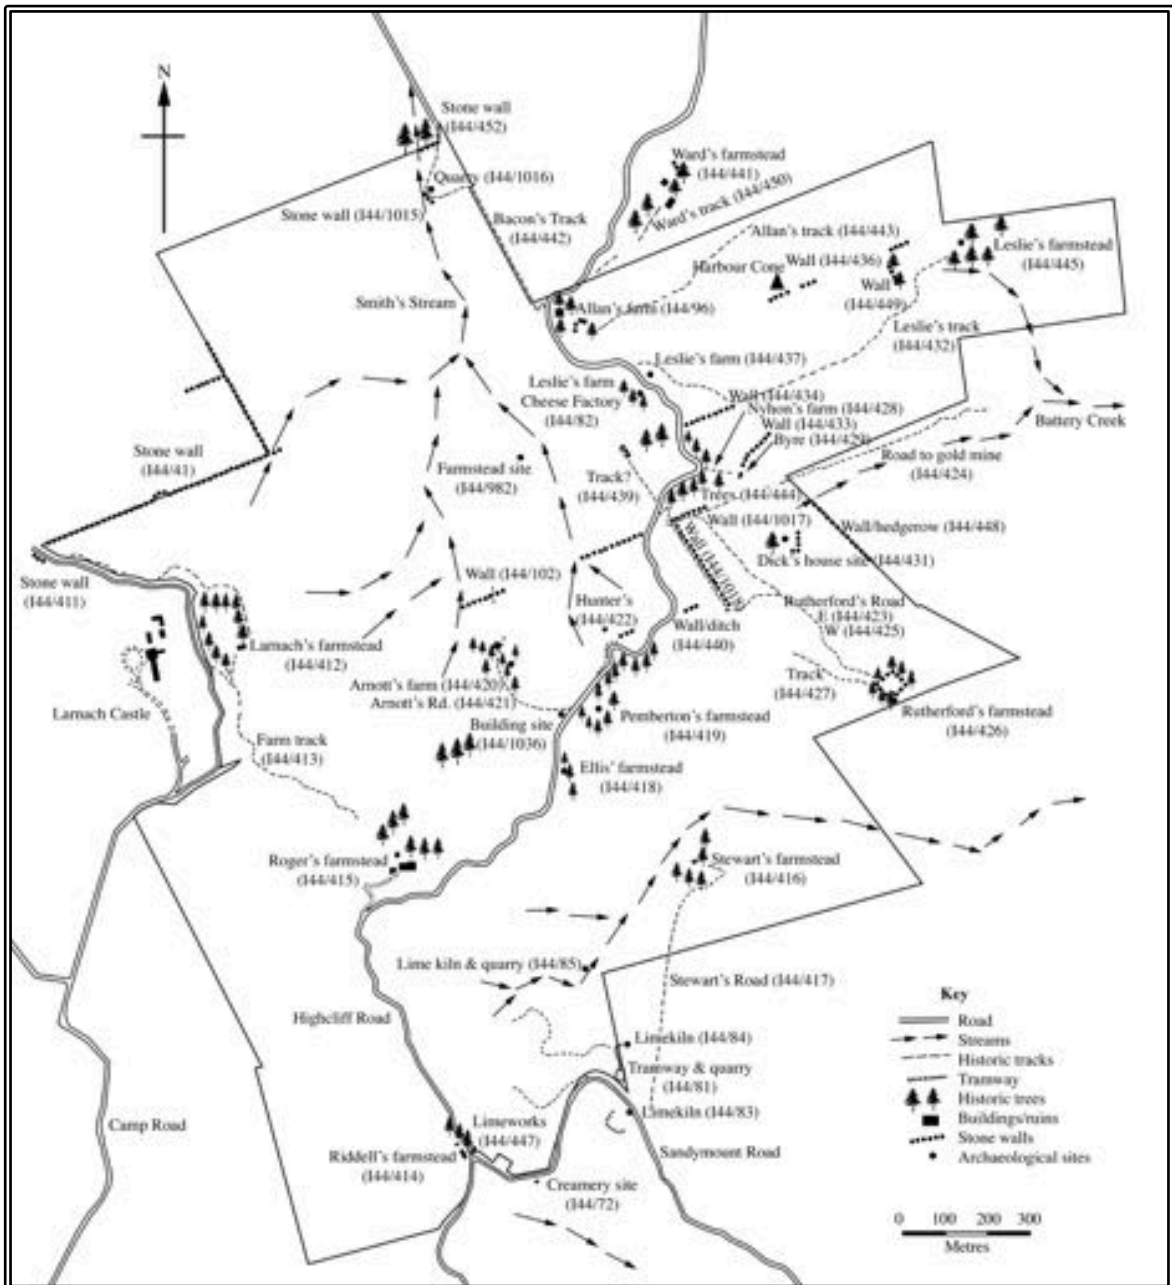 N
Stone wall
(I44/452)
Quarry (I44/1016)
Stone wall (I44/1015)
Bacon's Track
(I44/442)
Ward's farmstead
(I44/441)
Ward's track (I44/450)
Allan's track (I44/443)
Harbour Cone
Wall (I44/436)
Wall
(I44/449)
Leslie's farmstead
(I44/445)
Smith's Stream
Allan's farm (I44/96)
Leslie's track
(I44/432)
Leslie's farm (I44/437)
Leslie's farm
Cheese Factory
(I44/82)
Wall (I44/434)
Nyhon's farm (I44/428)
Wall (I44/433)
Byre (I44/429)
Battery Creek
Road to gold mine
(I44/424)
Stone wall
(I44/41)
Farmstead site
(I44/982)
Track?
(I44/439)
Trees (I44/444)
Wall (I44/1017)
Wall (I44/1018)
Wall/hedgerow (I44/448)
Dick's house site (I44/431)
Stone wall
(I44/411)
Wall (I44/102)
Hunter's
(I44/422)
Wall/ditch
(I44/440)
Rutherford's Road
E (I44/423)
W (I44/425)
Larnach's farmstead
(I44/412)
Larnach Castle
Arnott's farm (I44/420)
Arnott's Rd. (I44/421)
Building site
(I44/1036)
Pemberton's farmstead
(I44/419)
Track
(I44/427)
Rutherford's farmstead
(I44/426)
Farm track
(I44/413)
Ellis' farmstead
(I44/418)
Roger's farmstead
(I44/415)
Stewart's farmstead
(I44/416)
Lime kiln & quarry (I44/85)
Stewart's Road (I44/417)
Highcliff Road
Limekiln (I44/84)
Tramway & quarry
(I44/81)
Limekiln (I44/83)
Camp Road
Limeworks
(I44/447)
Riddell's farmstead
(I44/414)
Sandymount Road
Creamery site
(I44/72)
Key
Road
Streams
Historic tracks
Tramway
Historic trees
Buildings/ruins
Stone walls
Archaeological sites
0 100 200 300
Metres